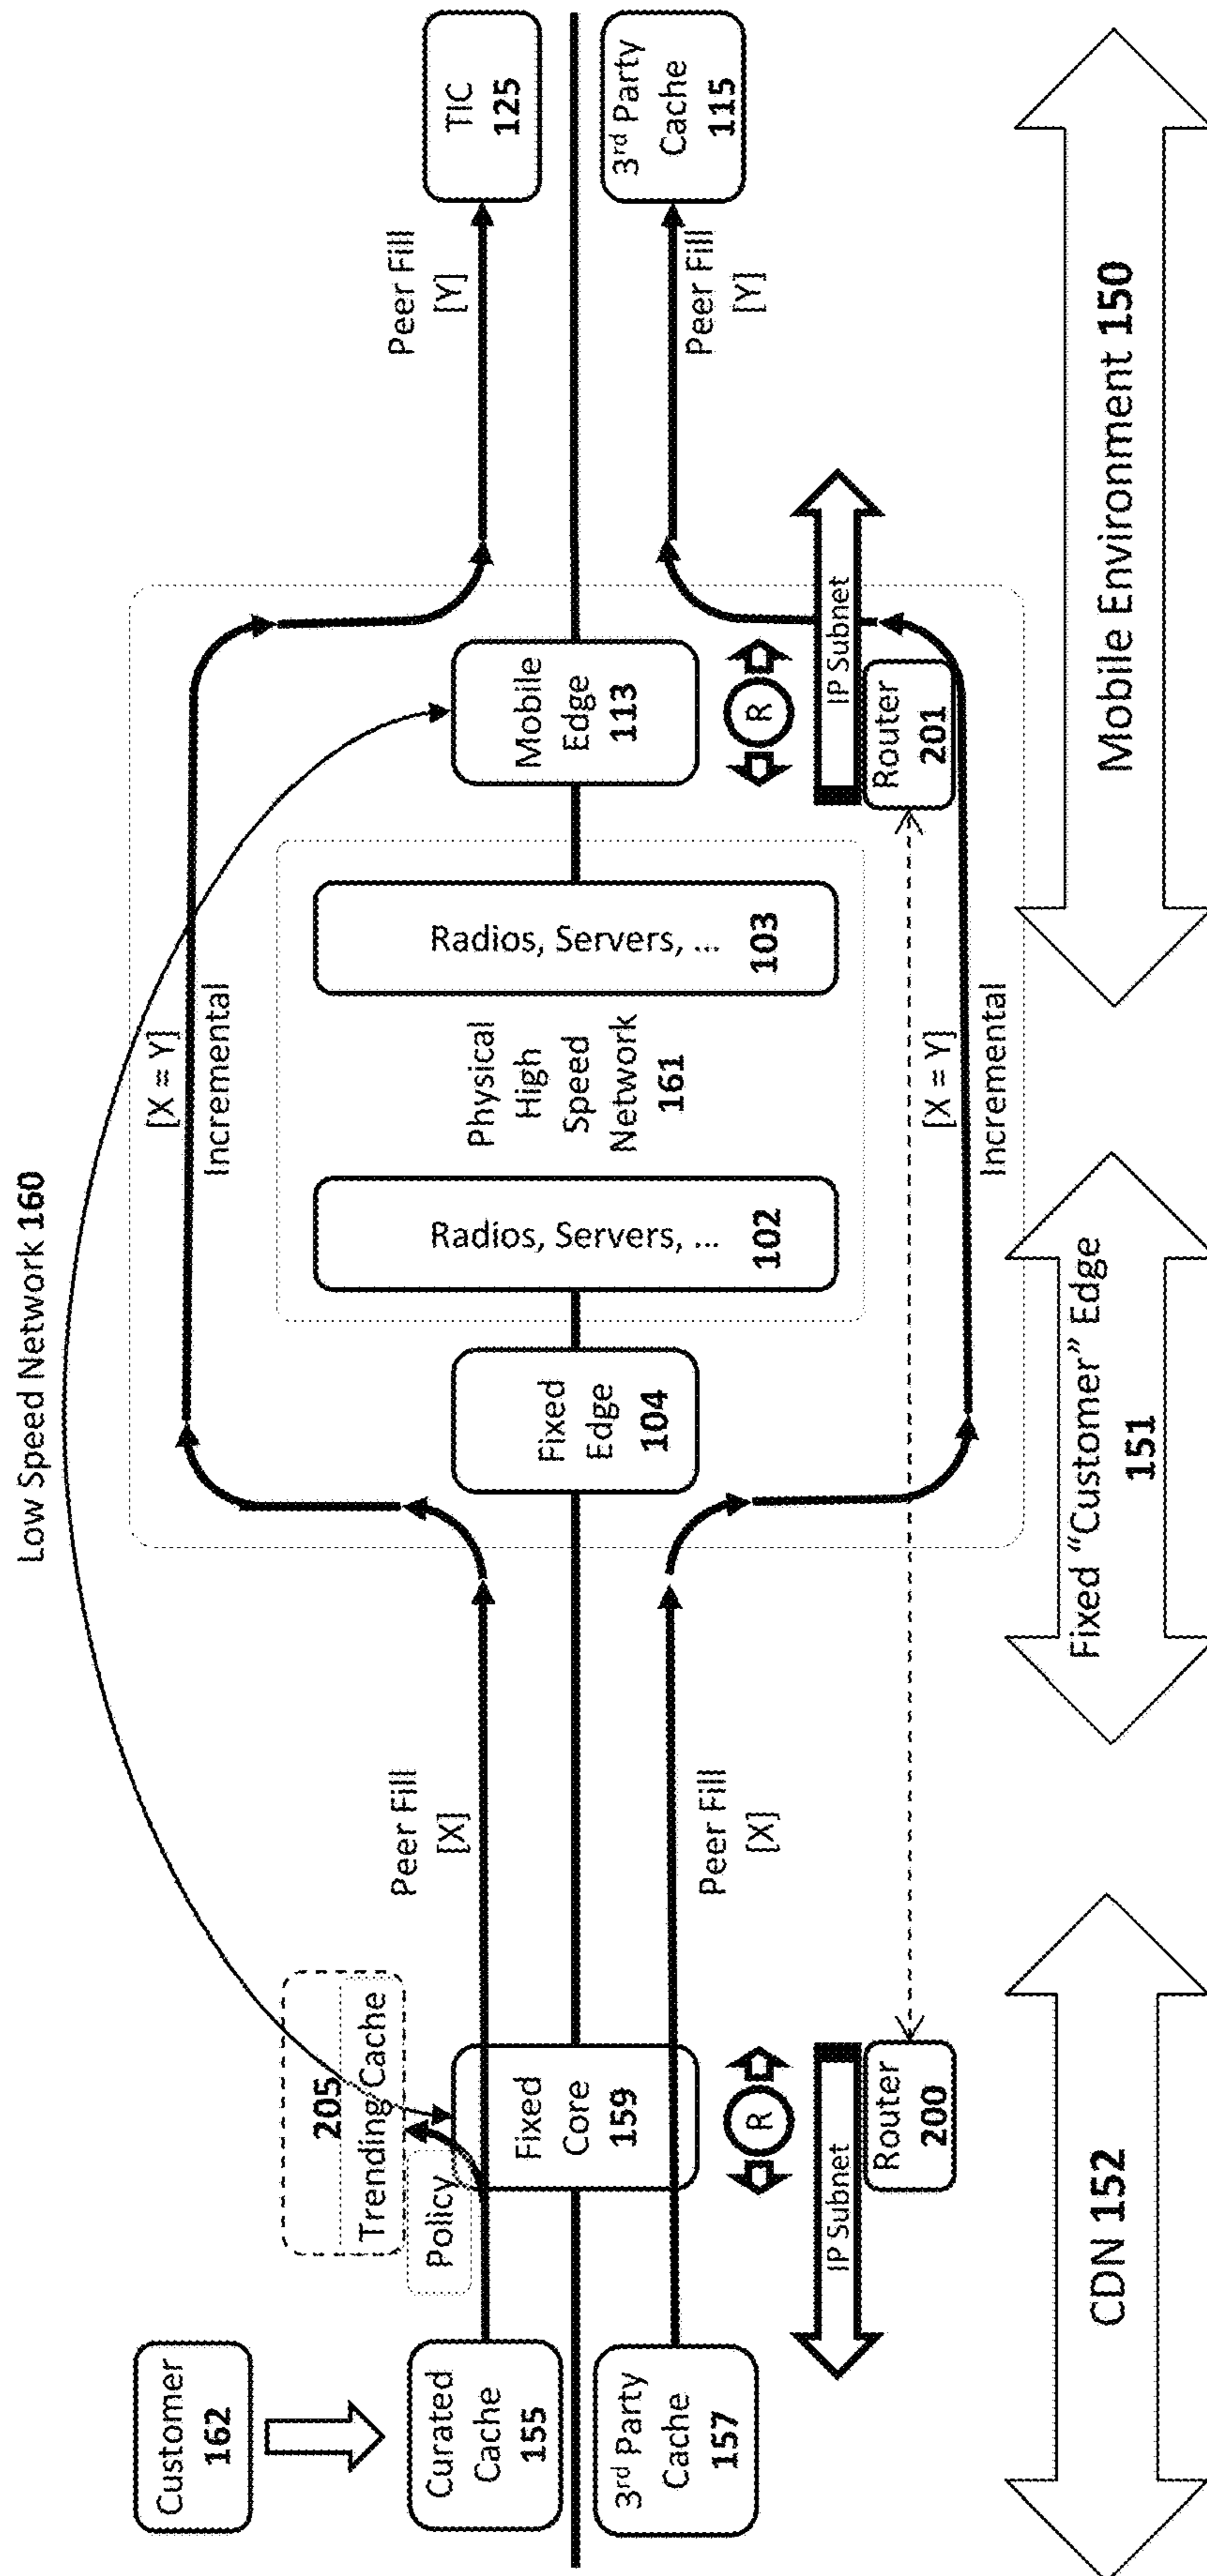 Low Speed Network 160
Customer
162
205
Trending Cache
Policy
Curated
Cache
155
3rd Party
Cache
157
Fixed
Core
159
Peer Fill
[X]
Peer Fill
[X]
R
IP Subnet
Router
200
[X = Y]
Incremental
Fixed
Edge
104
Radios, Servers, ...
102
Physical
High
Speed
Network
161
Radios, Servers, ...
103
Mobile
Edge
113
[X = Y]
Incremental
R
IP Subnet
Router
201
Peer Fill
[Y]
Peer Fill
[Y]
TIC
125
3rd Party
Cache
115
CDN 152
Fixed "Customer" Edge
151
Mobile Environment 150